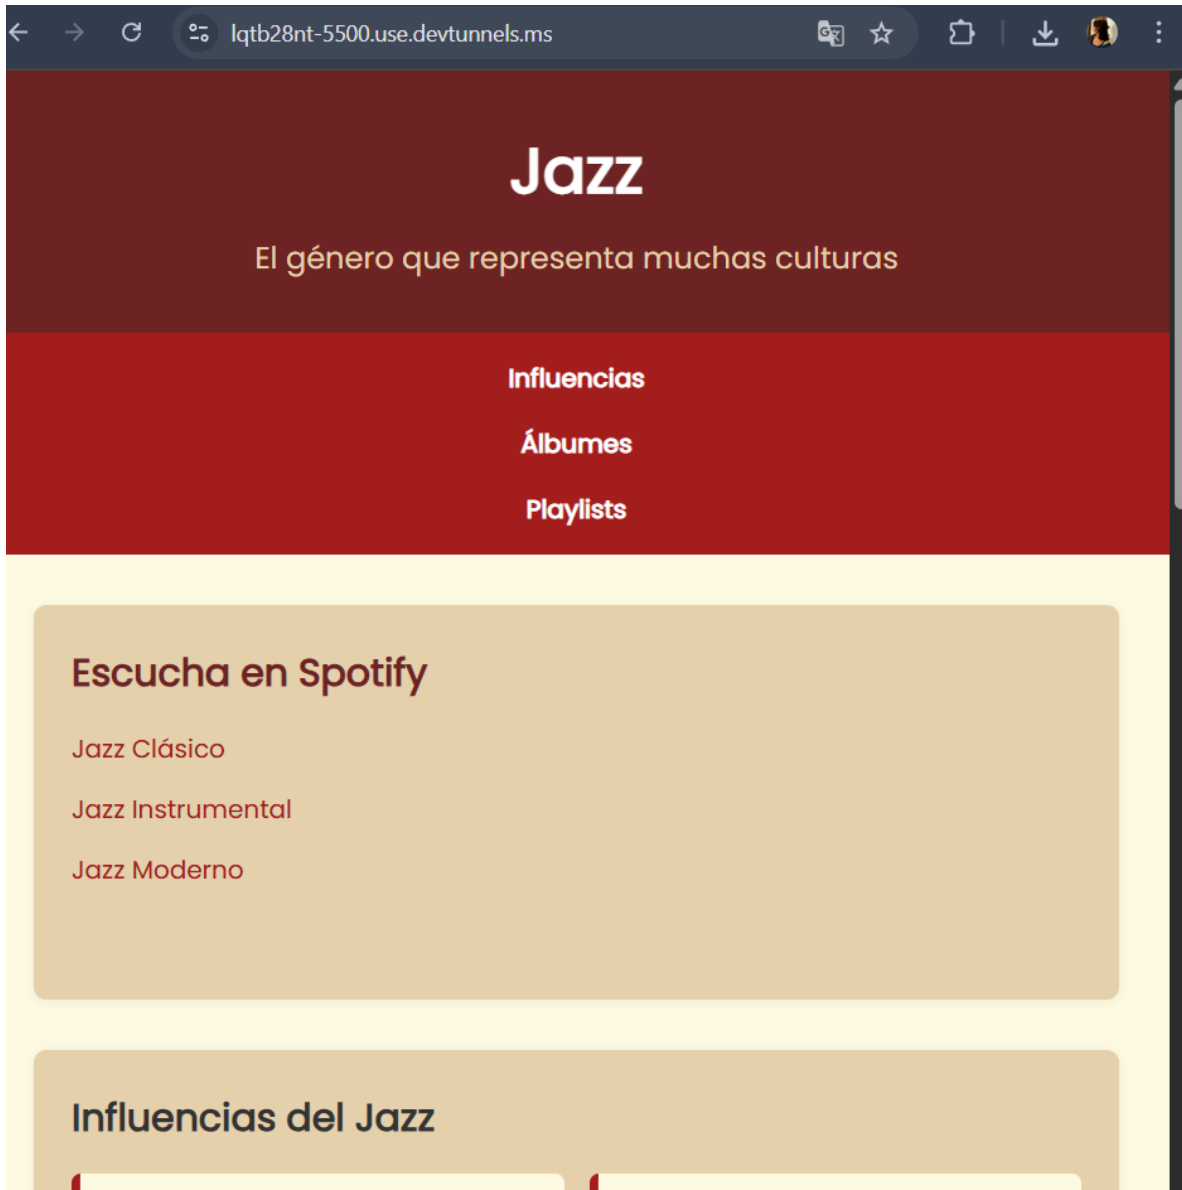 lqtb28nt-5500.use.devtunnels.ms
Jazz
El género que representa muchas culturas
Influencias
Álbumes
Playlists
Escucha en Spotify
Jazz Clásico
Jazz Instrumental
Jazz Moderno
Influencias del Jazz